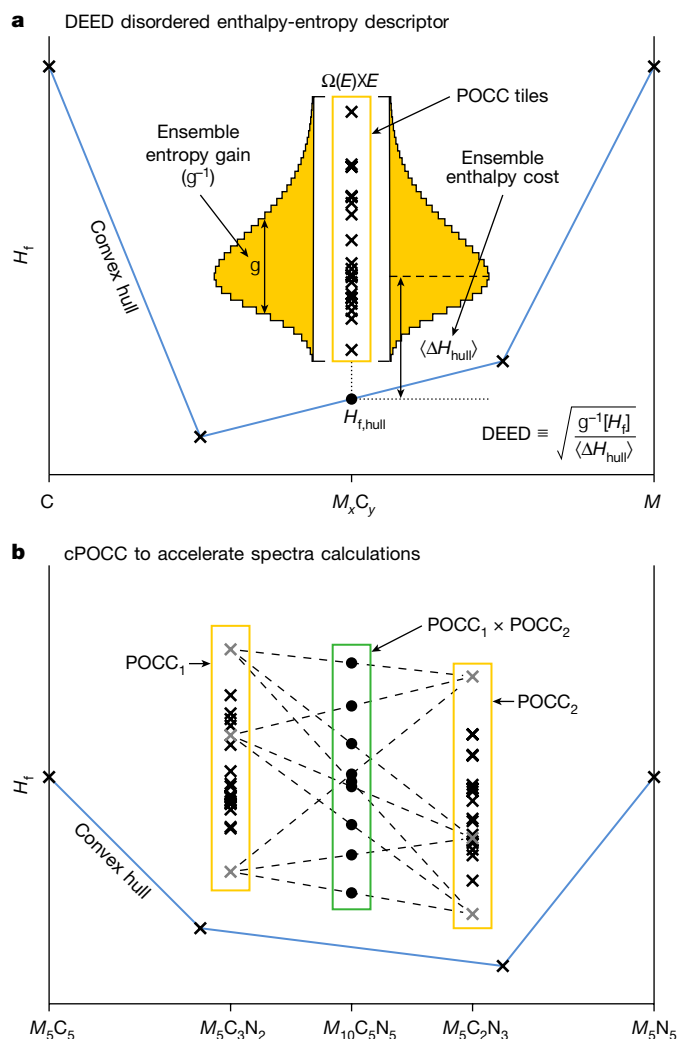 a DEED disordered enthalpy-entropy descriptor
Ω(E)XE
POCC tiles
Ensemble
entropy gain
(g⁻¹)
Ensemble
enthalpy cost
H_f
Convex hull
g
⟨ΔH_hull⟩
H_f,hull
DEED ≡ √(g⁻¹[H_f] / ⟨ΔH_hull⟩)
C
M_xC_y
M
b cPOCC to accelerate spectra calculations
POCC₁ × POCC₂
POCC₁
POCC₂
H_f
Convex hull
M₅C₅
M₅C₃N₂
M₁₀C₅N₅
M₅C₂N₃
M₅N₅